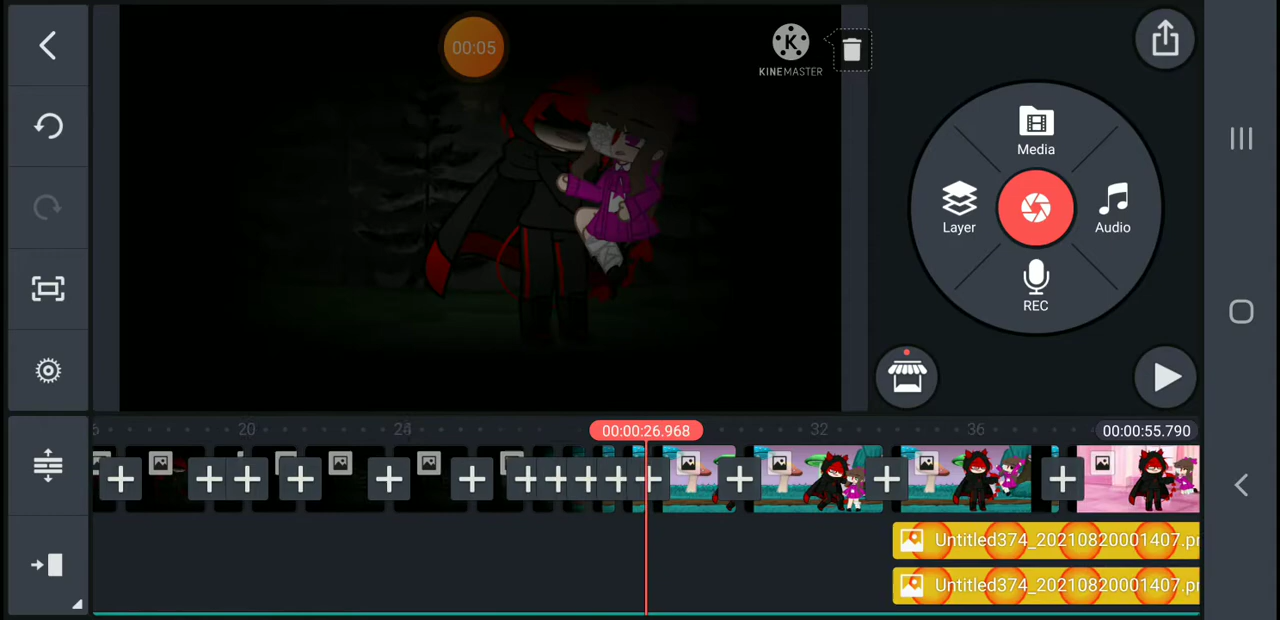 00:05
KINEMASTER
Media
Layer
Audio
REC
00:00:26.968
00:00:55.790
20
32
36
Untitled374_20210820001407.pr
Untitled374_20210820001407.pr